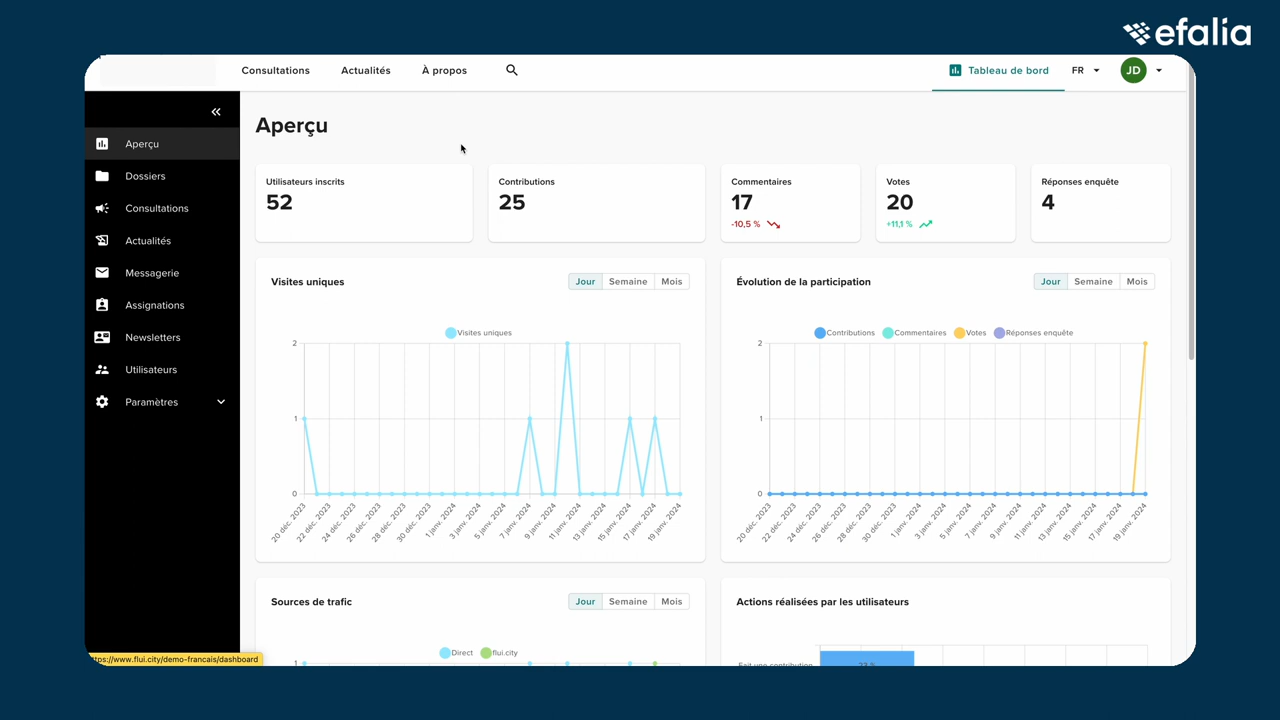 efalia
Consultations Actualités À propos Tableau de bord FR JD
Aperçu
Dossiers
Consultations
Actualités
Messagerie
Assignations
Newsletters
Utilisateurs
Paramètres
Aperçu
Utilisateurs inscrits
52
Contributions
25
Commentaires
17
-10,5 %
Votes
20
+11,1 %
Réponses enquête
4
Visites uniques
Jour Semaine Mois
Visites uniques
2
1
0
20 déc. 2023 22 déc. 2023 24 déc. 2023 26 déc. 2023 28 déc. 2023 30 déc. 2023 1 janv. 2024 3 janv. 2024 5 janv. 2024 7 janv. 2024 9 janv. 2024 11 janv. 2024 13 janv. 2024 15 janv. 2024 17 janv. 2024 19 janv. 2024
Évolution de la participation
Jour Semaine Mois
Contributions Commentaires Votes Réponses enquête
2
1
0
20 déc. 2023 22 déc. 2023 24 déc. 2023 26 déc. 2023 28 déc. 2023 30 déc. 2023 1 janv. 2024 3 janv. 2024 5 janv. 2024 7 janv. 2024 9 janv. 2024 11 janv. 2024 13 janv. 2024 15 janv. 2024 17 janv. 2024 19 janv. 2024
Sources de trafic
Jour Semaine Mois
Direct flui.city
1
Actions réalisées par les utilisateurs
Fait une contribution
23 %
ttps://www.flui.city/demo-francais/dashboard